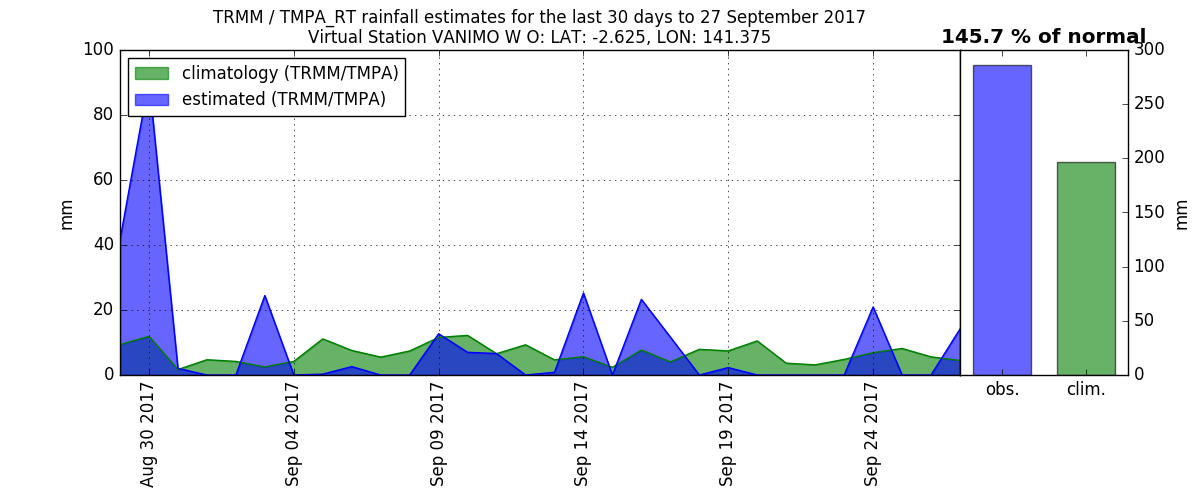 TRMM / TMPA_RT rainfall estimates for the last 30 days to 27 September 2017
Virtual Station VANIMO W O: LAT: -2.625, LON: 141.375
145.7 % of normal
climatology (TRMM/TMPA)
estimated (TRMM/TMPA)
100
80
60
40
20
0
mm
Aug 30 2017
Sep 04 2017
Sep 09 2017
Sep 14 2017
Sep 19 2017
Sep 24 2017
obs.
clim.
300
250
200
150
100
50
0
mm